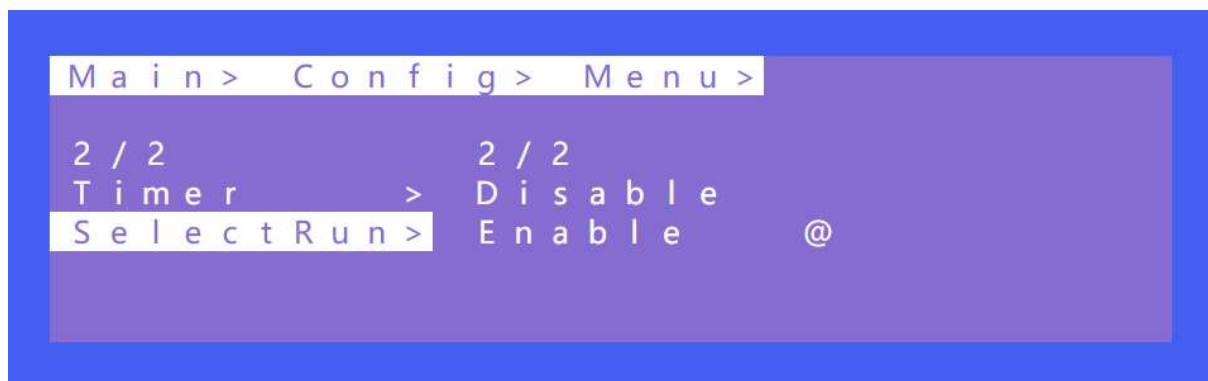 Main> Config> Menu>
2/2 2/2
Timer > Disable
SelectRun> Enable @